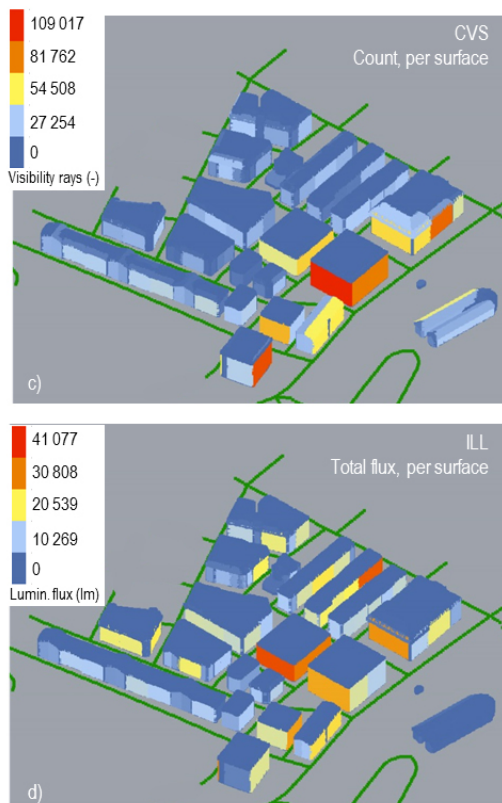 109 017
81 762
54 508
27 254
0
Visibility rays (-)
CVS
Count, per surface
c)
41 077
30 808
20 539
10 269
0
Lumin. flux (lm)
ILL
Total flux, per surface
d)